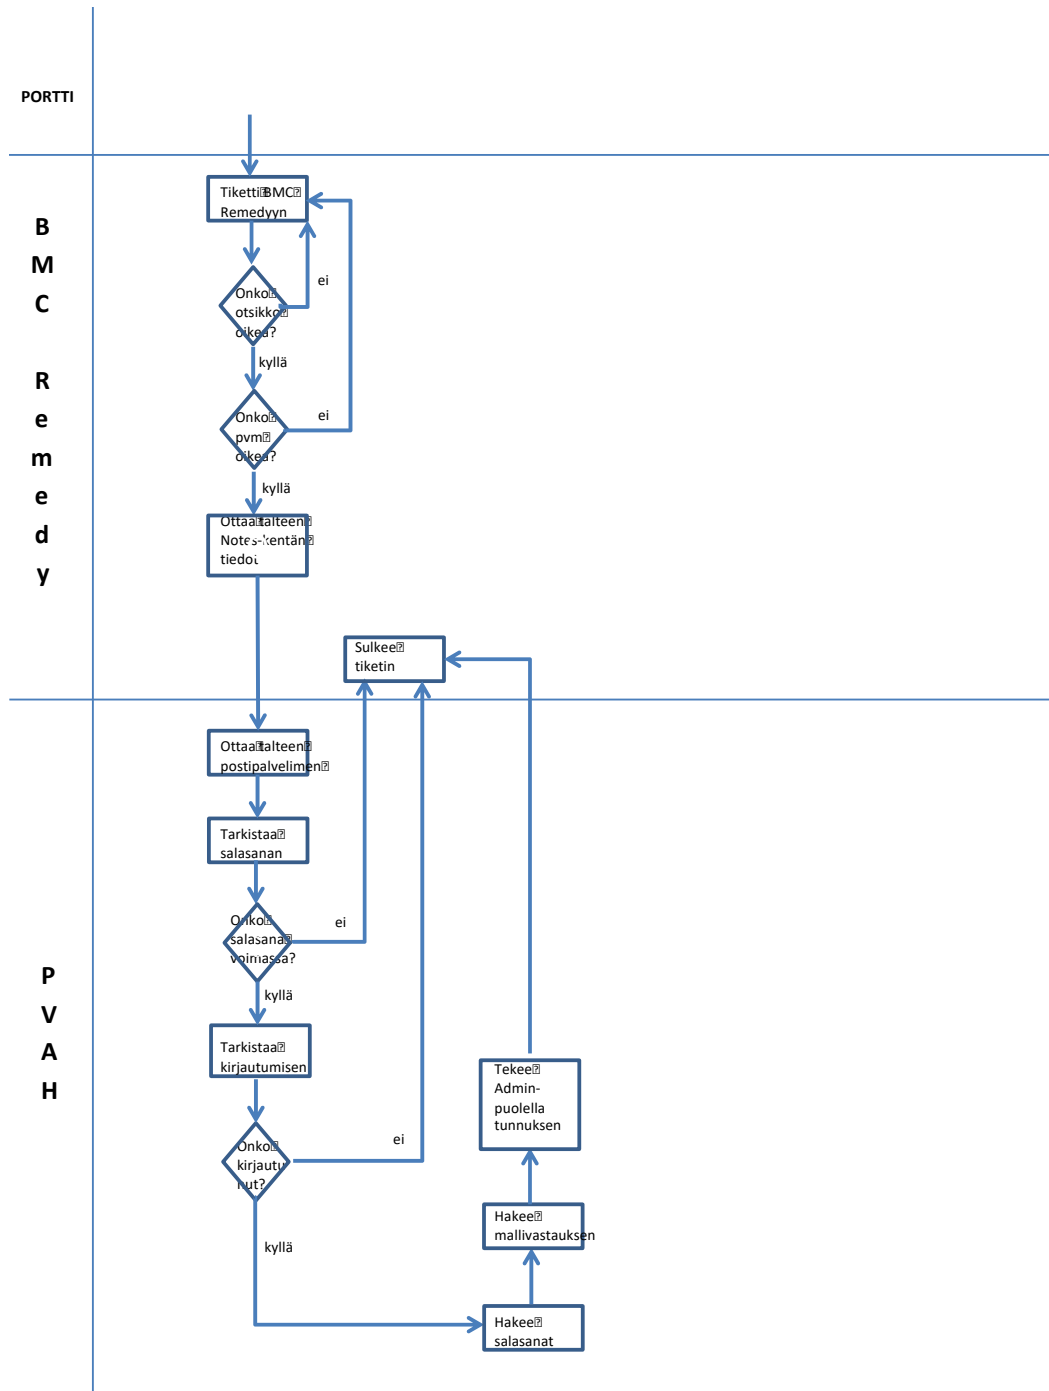 PORTTI
B
M
C
R
e
m
e
d
y
Tiketti BMC
Remedyyn
ei
Onko
otsikko
oikea?
kyllä
Onko
pvm
oikea?
ei
kyllä
Ottaa talteen
Notes-kentän
tiedot
Sulkee
tiketin
P
V
A
H
Ottaa talteen
postipalvelimen
Tarkistaa
salasanan
Onko
salasana
voimassa?
ei
kyllä
Tarkistaa
kirjautumisen
Onko
kirjautu
nut?
ei
kyllä
Tekee
Admin-
puolella
tunnuksen
Hakee
mallivastauksen
Hakee
salasanat